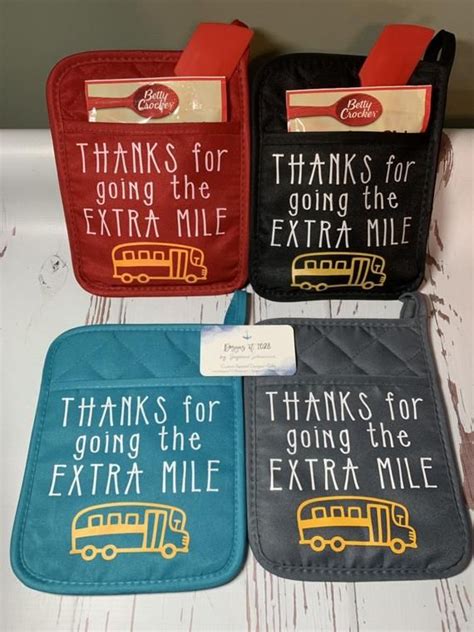 Betty
Crocker
THANKS for
going the
EXTRA MILE
Betty
Crocker
THANKS for
going the
EXTRA MILE
Designs
THANKS for
going the
EXTRA MILE
THANKS for
going the
EXTRA MILE